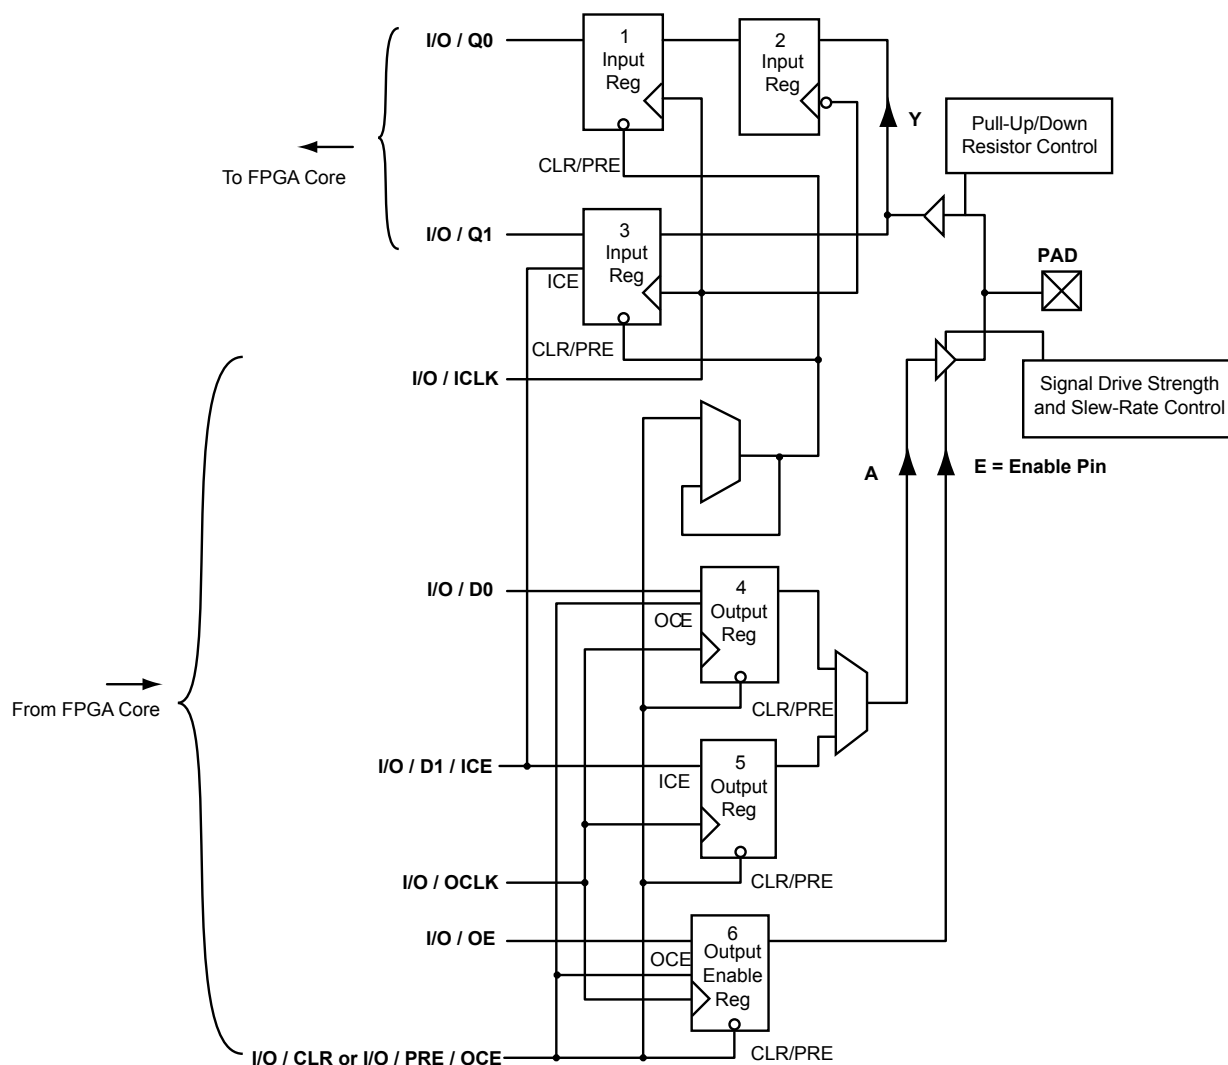 I/O / Q0
1
Input
Reg
2
Input
Reg
Y
Pull-Up/Down
Resistor Control
CLR/PRE
To FPGA Core
I/O / Q1
3
Input
Reg
ICE
PAD
CLR/PRE
I/O / ICLK
Signal Drive Strength
and Slew-Rate Control
A
E = Enable Pin
I/O / D0
4
Output
Reg
OCE
CLR/PRE
From FPGA Core
I/O / D1 / ICE
5
Output
Reg
ICE
I/O / OCLK
CLR/PRE
I/O / OE
6
Output
Enable
Reg
OCE
I/O / CLR or I/O / PRE / OCE
CLR/PRE